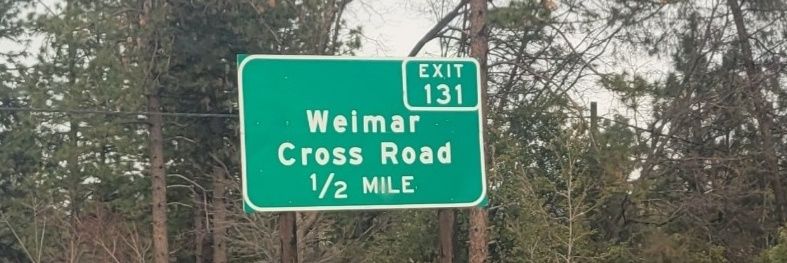 EXIT
131
Weimar
Cross Road
1/2 MILE